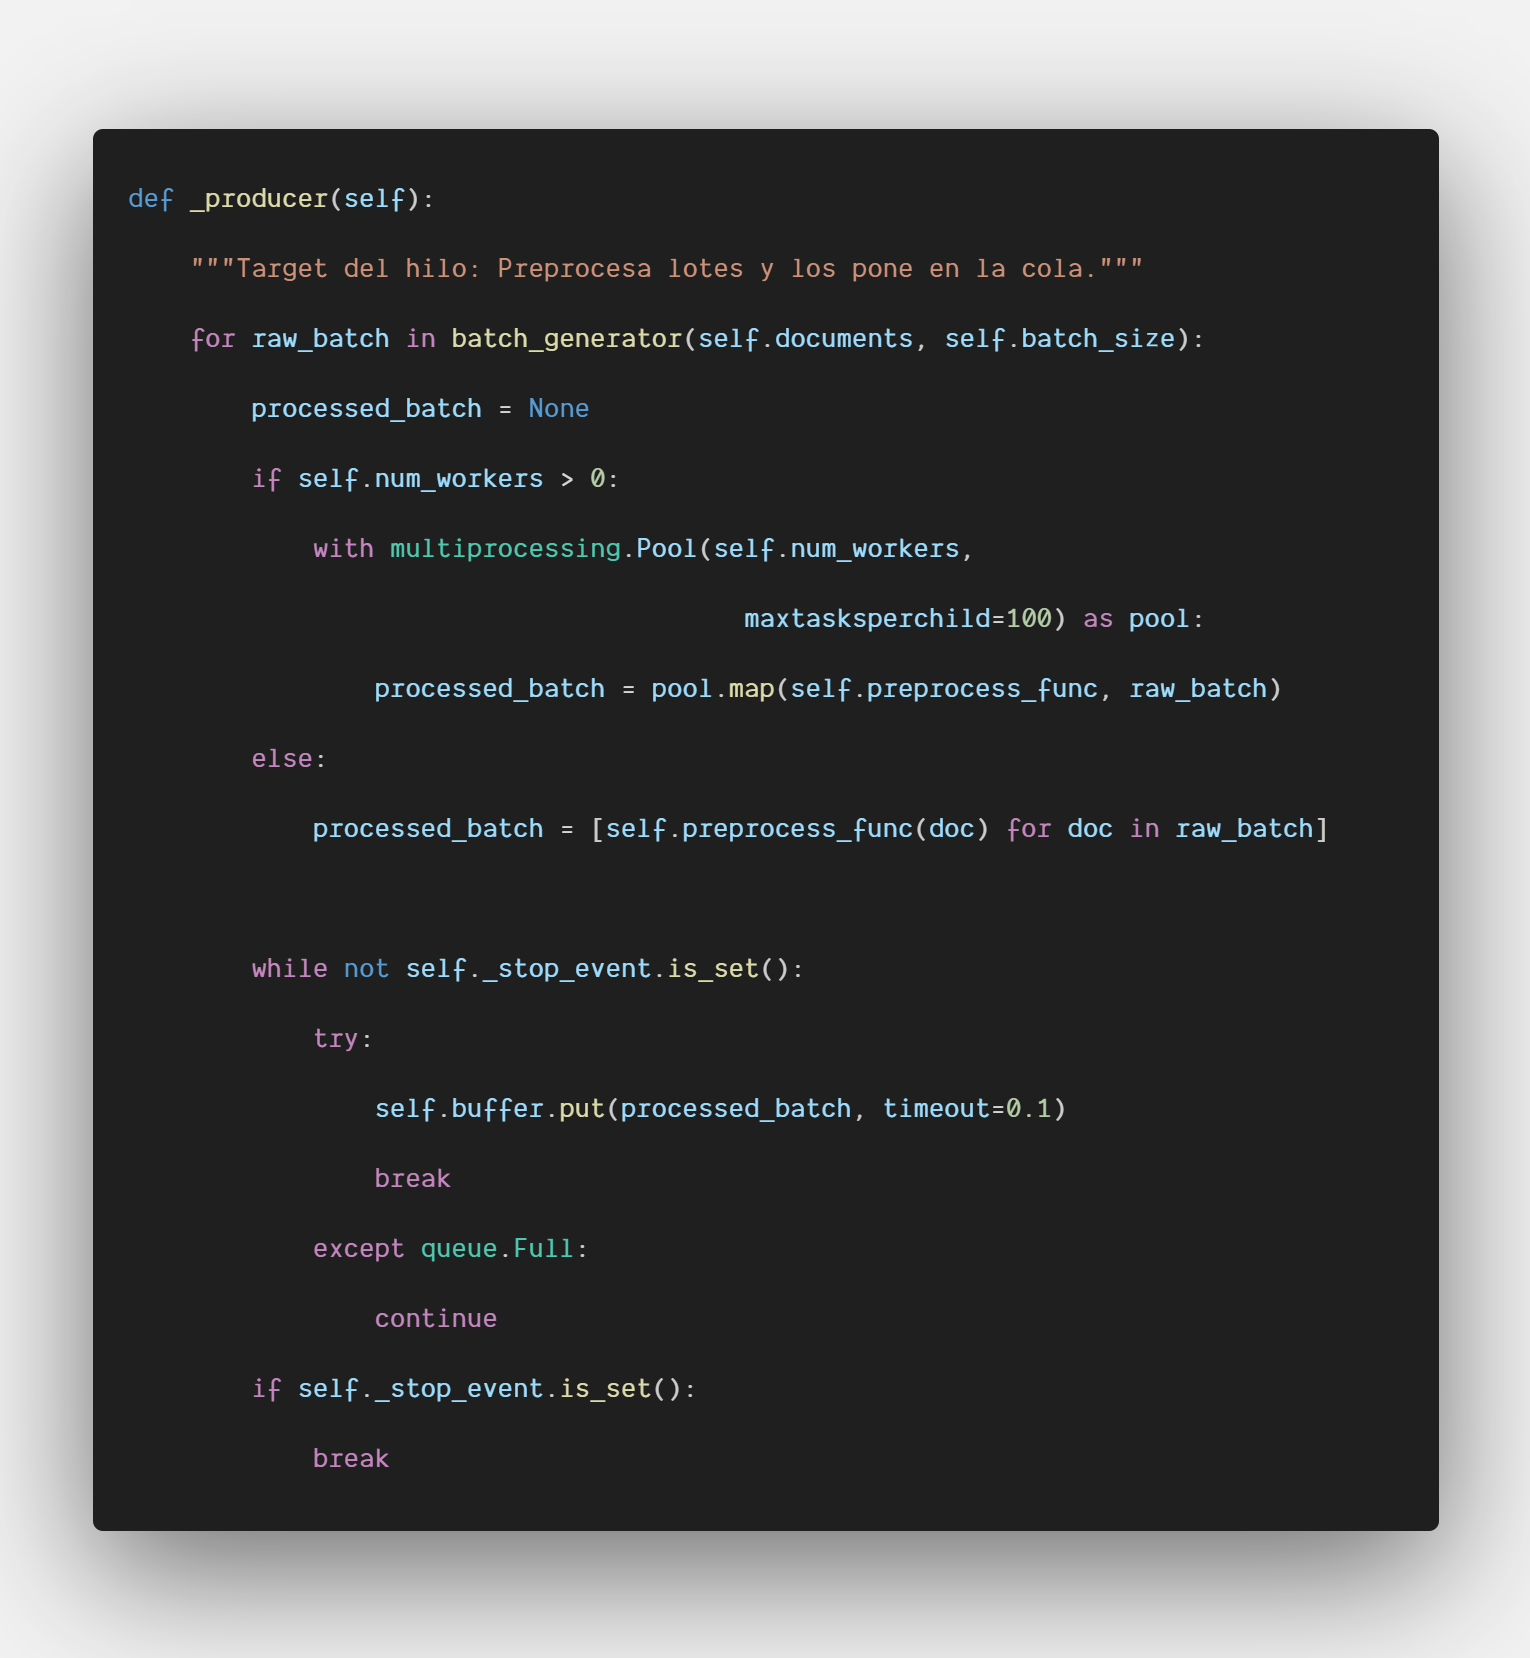 def _producer(self):
    """Target del hilo: Preprocesa lotes y los pone en la cola."""
    for raw_batch in batch_generator(self.documents, self.batch_size):
        processed_batch = None
        if self.num_workers > 0:
            with multiprocessing.Pool(self.num_workers,
                                        maxtasksperchild=100) as pool:
                processed_batch = pool.map(self.preprocess_func, raw_batch)
        else:
            processed_batch = [self.preprocess_func(doc) for doc in raw_batch]

        while not self._stop_event.is_set():
            try:
                self.buffer.put(processed_batch, timeout=0.1)
                break
            except queue.Full:
                continue
        if self._stop_event.is_set():
            break